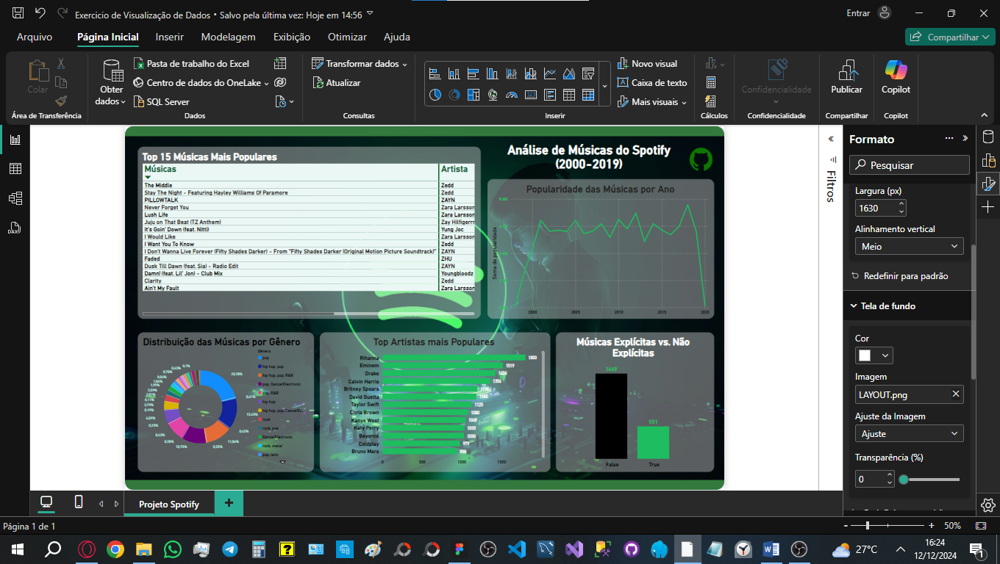 Exercicio de Visualização de Dados • Salvo pela última vez: Hoje em 14:56
Entrar
Arquivo
Página Inicial
Inserir
Modelagem
Exibição
Otimizar
Ajuda
Compartilhar
Colar
Área de Transferência
Obter
dados
Pasta de trabalho do Excel
Centro de dados do OneLake
SQL Server
Dados
Transformar dados
Atualizar
Consultas
Inserir
Novo visual
Caixa de texto
Mais visuais
Cálculos
Confidencialidade
Confidencialidade
Publicar
Compartilhar
Copilot
Copilot
Top 15 Músicas Mais Populares
Músicas Artista
The Middle Zedd
Stay The Night - Featuring Hayley Williams Of Paramore Zedd
PILLOWTALK ZAYN
Never Forget You Zara Larsson
Lush Life Zara Larsson
Juju on That Beat (TZ Anthem) Zay Hilfigerrr
It's Goin' Down (feat. Nitti) Yung Joc
I Would Like Zara Larsson
I Want You To Know Zedd
I Don't Wanna Live Forever (Fifty Shades Darker) - From "Fifty Shades Darker (Original Motion Picture Soundtrack)" ZAYN
Faded ZHU
Dusk Till Dawn (feat. Sia) - Radio Edit ZAYN
Damn! (feat. Lil' Jon) - Club Mix Youngbloodz
Clarity Zedd
Ain't My Fault Zara Larsson
Análise de Músicas do Spotify
(2000-2019)
Popularidade das Músicas por Ano
Soma de popularidade
2000 2005 2010 2015 2020
Distribuição das Músicas por Gênero
Gênero
pop
hip hop, pop
hip hop, pop, R&B
pop, Dance/Electronic
pop, R&B
hip hop
hip hop, pop, Dance/E...
rock
rock, pop
Dance/Electronic
rock, metal
pop, latin
Top Artistas mais Populares
Rihanna 1803
Eminem 1519
Drake 1424
Calvin Harris 1356
Britney Spears
David Guetta
Taylor Swift 1125
Chris Brown 1080
Kanye West 1049
Katy Perry 1033
Beyoncé 1030
Coldplay 979
Bruno Mars 936
0 500 1000 1500
Músicas Explícitas vs. Não
Explícitas
1449
551
False True
Filtros
Formato
Pesquisar
Largura (px)
1630
Alinhamento vertical
Meio
Redefinir para padrão
Tela de fundo
Cor
Imagem
LAYOUT.png
Ajuste da Imagem
Ajuste
Transparência (%)
0
Projeto Spotify
Página 1 de 1
50%
27°C
16:24
12/12/2024
1